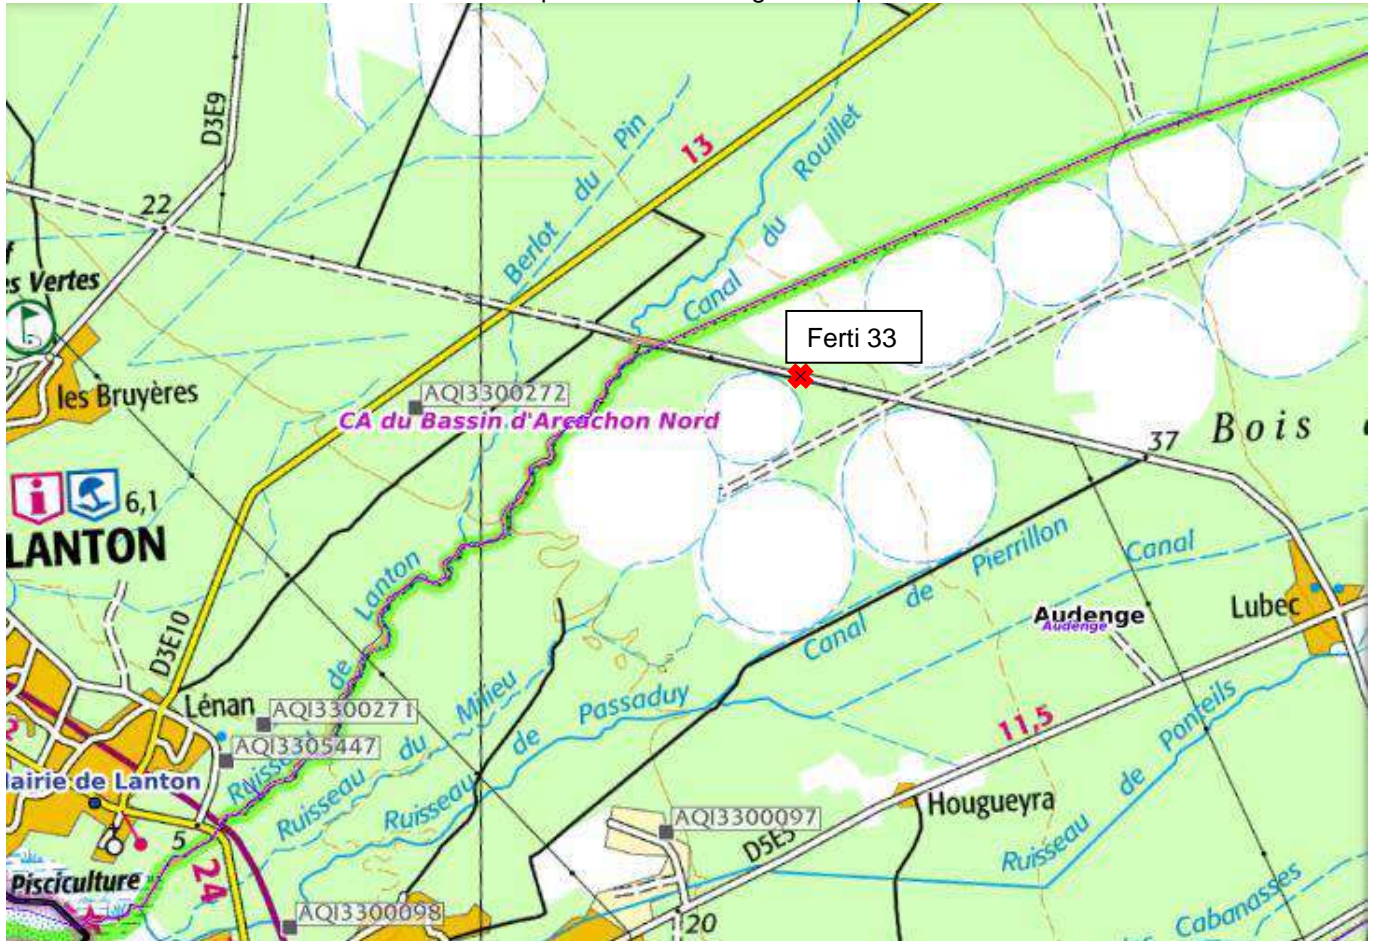 D3E9
Pin
du
Berlot
13
Rouillet
du
Canal
22
s Vertes
Ferti 33
les Bruyères
AQI3300272
CA du Bassin d'Arcachon Nord
Bois
37
6,1
LANTON
Lanton
de
Ruisseau
Pierrillon
de
Canal
Canal
Audenge
Audenge
Lubec
D3E10
Lénan
AQI3300271
AQI3305447
Milieu
du
Ruisseau
Passaduy
de
Ruisseau
11,5
Ponteils
de
Ruisseau
airie de Lanton
Hougueyra
AQI3300097
D5E5
5
24
Pisciculture
AQI3300098
20
Cabanasses